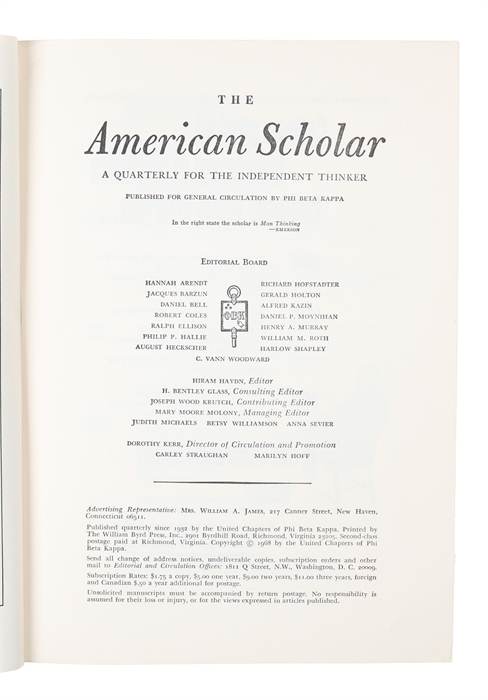 THE
American Scholar
A QUARTERLY FOR THE INDEPENDENT THINKER
PUBLISHED FOR GENERAL CIRCULATION BY PHI BETA KAPPA
In the right state the scholar is Man Thinking
—EMERSON
EDITORIAL BOARD
HANNAH ARENDT
JACQUES BARZUN
DANIEL BELL
ROBERT COLES
RALPH ELLISON
PHILIP P. HALLIE
AUGUST HECKSCHER
ΦΒΚ
RICHARD HOFSTADTER
GERALD HOLTON
ALFRED KAZIN
DANIEL P. MOYNIHAN
HENRY A. MURRAY
WILLIAM M. ROTH
HARLOW SHAPLEY
C. VANN WOODWARD
HIRAM HAYDN, Editor
H. BENTLEY GLASS, Consulting Editor
JOSEPH WOOD KRUTCH, Contributing Editor
MARY MOORE MOLONY, Managing Editor
JUDITH MICHAELS BETSY WILLIAMSON ANNA SEVIER
DOROTHY KERR, Director of Circulation and Promotion
CARLEY STRAUGHAN MARILYN HOFF
Advertising Representative: MRS. WILLIAM A. JAMES, 217 Canner Street, New Haven,
Connecticut 06511.
Published quarterly since 1932 by the United Chapters of Phi Beta Kappa. Printed by
The William Byrd Press, Inc., 2901 Byrdhill Road, Richmond, Virginia 23205. Second-class
postage paid at Richmond, Virginia. Copyright © 1968 by the United Chapters of Phi
Beta Kappa.
Send all change of address notices, undeliverable copies, subscription orders and other
mail to Editorial and Circulation Offices: 1811 Q Street, N.W., Washington, D. C. 20009.
Subscription Rates: $1.75 a copy, $5.00 one year, $9.00 two years, $11.00 three years, foreign
and Canadian $.50 a year additional for postage.
Unsolicited manuscripts must be accompanied by return postage. No responsibility is
assumed for their loss or injury, or for the views expressed in articles published.